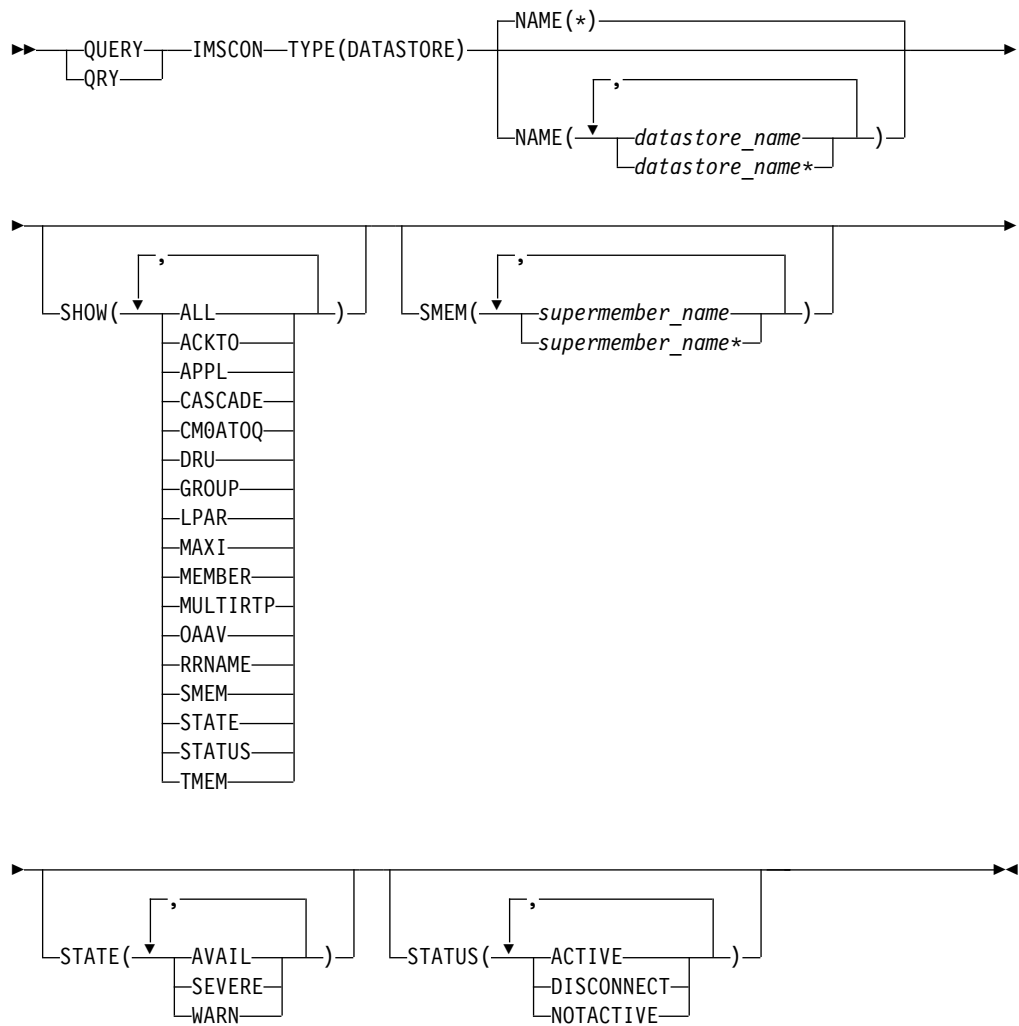 NAME(*)
QUERY IMSCON TYPE(DATASTORE)
QRY
,
NAME( datastore_name )
datastore_name*
, ,
SHOW( ALL ) SMEM( supermember_name )
ACKTO supermember_name*
APPL
CASCADE
CM0ATOQ
DRU
GROUP
LPAR
MAXI
MEMBER
MULTIRTP
OAAV
RRNAME
SMEM
STATE
STATUS
TMEM
, ,
STATE( AVAIL ) STATUS( ACTIVE )
SEVERE DISCONNECT
WARN NOTACTIVE